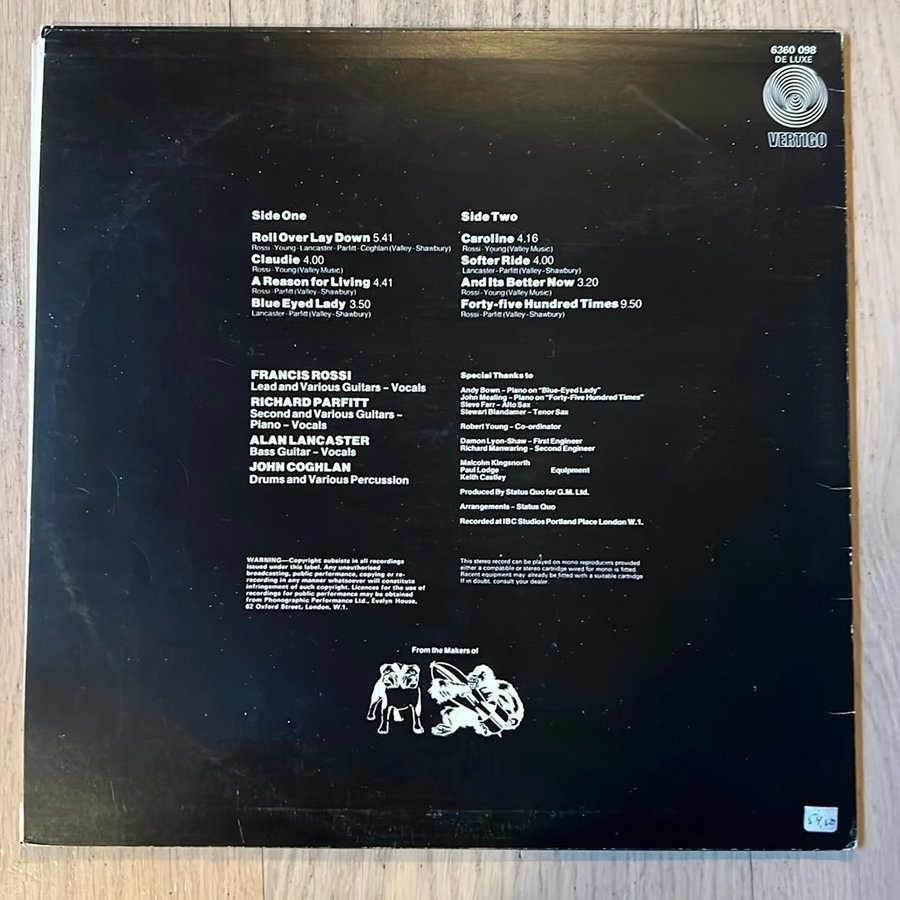 6360 098
DE LUXE
VERTIGO
Side One
Roll Over Lay Down 5.41
Rossi - Young - Lancaster - Parfitt - Coghlan (Valley - Shawbury)
Claudie 4.00
Rossi - Young (Valley Music)
A Reason for Living 4.41
Rossi - Parfitt (Valley - Shawbury)
Blue Eyed Lady 3.50
Lancaster - Parfitt (Valley - Shawbury)
Side Two
Caroline 4.16
Rossi - Young (Valley Music)
Softer Ride 4.00
Lancaster - Parfitt (Valley - Shawbury)
And Its Better Now 3.20
Rossi - Young (Valley Music)
Forty-five Hundred Times 9.50
Rossi - Parfitt (Valley - Shawbury)
FRANCIS ROSSI
Lead and Various Guitars – Vocals
RICHARD PARFITT
Second and Various Guitars –
Piano – Vocals
ALAN LANCASTER
Bass Guitar – Vocals
JOHN COGHLAN
Drums and Various Percussion
Special Thanks to
Andy Bown – Piano on "Blue-Eyed Lady"
John Mealing – Piano on "Forty-Five Hundred Times"
Steve Farr – Alto Sax
Stewart Blandamer – Tenor Sax
Robert Young – Co-ordinator
Damon Lyon-Shaw – First Engineer
Richard Manwaring – Second Engineer
Malcolm Kingsnorth
Paul Lodge Equipment
Keith Castley
Produced By Status Quo for G.M. Ltd.
Arrangements – Status Quo
Recorded at IBC Studios Portland Place London W.1.
WARNING—Copyright subsists in all recordings
issued under this label. Any unauthorised
broadcasting, public performance, copying or re-
recording in any manner whatsoever will constitute
infringement of such copyright. Licences for the use of
recordings for public performance may be obtained
from Phonographic Performance Ltd., Evelyn House,
62 Oxford Street, London, W.1.
This stereo record can be played on mono reproducers provided
either a compatible or stereo cartridge wired for mono is fitted.
Recent equipment may already be fitted with a suitable cartridge
If in doubt, consult your dealer.
From the Makers of